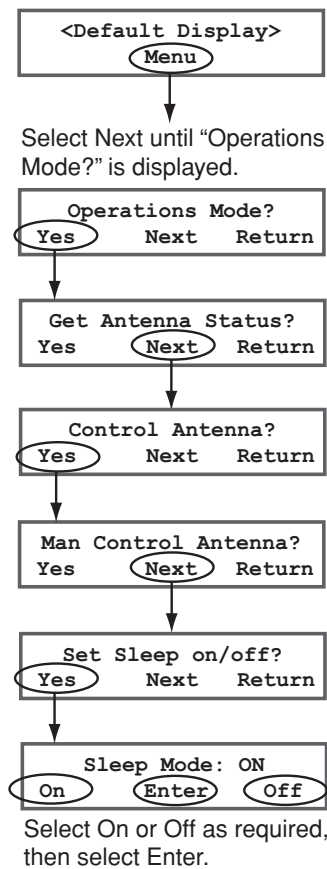 <Default Display>
Menu
Select Next until “Operations
Mode?” is displayed.
Operations Mode?
Yes Next Return
Get Antenna Status?
Yes Next Return
Control Antenna?
Yes Next Return
Man Control Antenna?
Yes Next Return
Set Sleep on/off?
Yes Next Return
Sleep Mode: ON
On Enter Off
Select On or Off as required,
then select Enter.